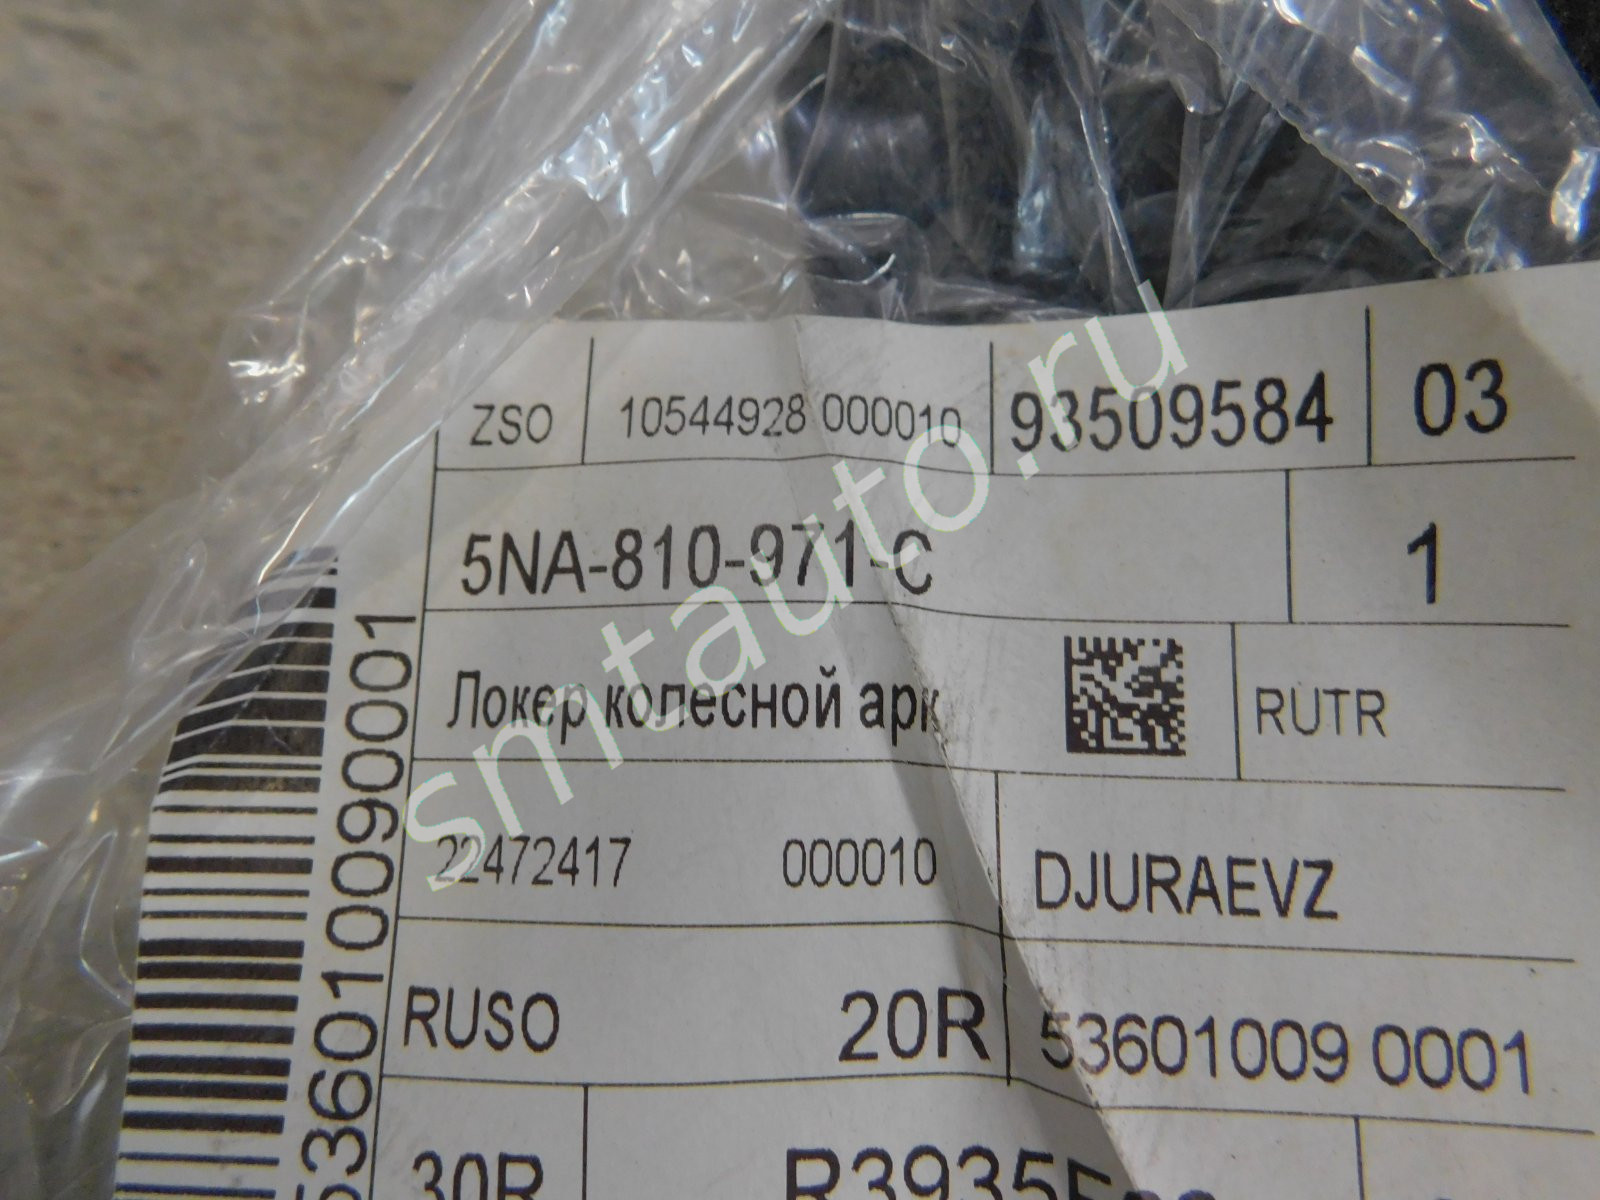 ZSO 10544928 000010 93509584 03
5NA-810-971-C 1
Локер колесной арк RUTR
22472417 000010 DJURAEVZ
RUSO 20R 53601009 0001
30R
536010090001
smtauto.ru